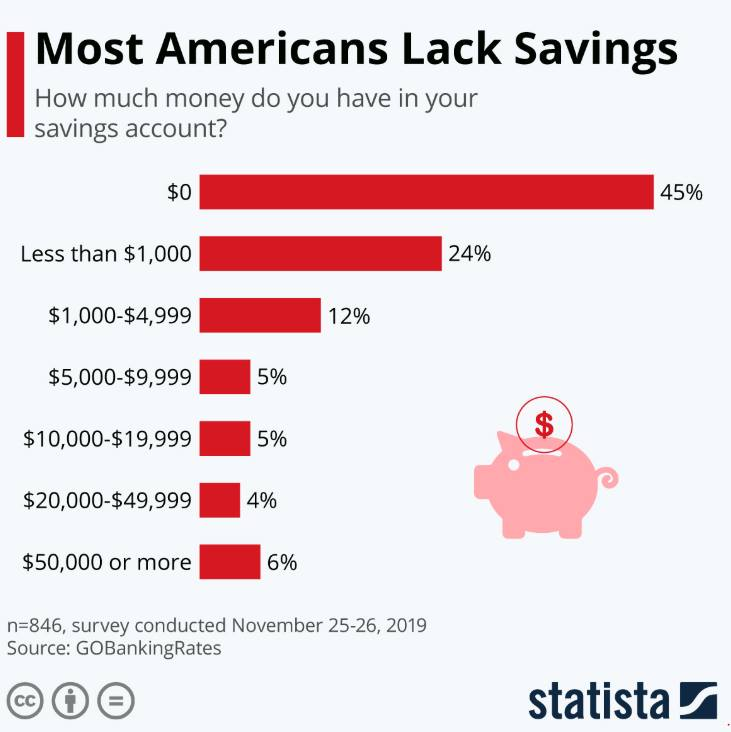 Most Americans Lack Savings
How much money do you have in your
savings account?
$0 45%
Less than $1,000 24%
$1,000-$4,999 12%
$5,000-$9,999 5%
$10,000-$19,999 5%
$20,000-$49,999 4%
$50,000 or more 6%
$
n=846, survey conducted November 25-26, 2019
Source: GOBankingRates
cc
=
statista